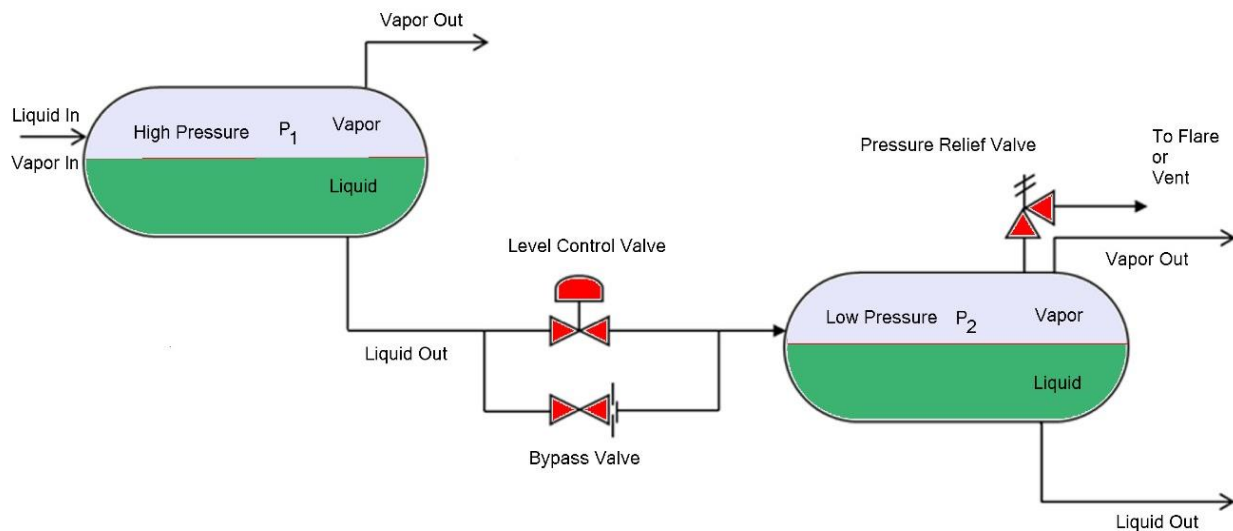 Vapor Out
Liquid In
Vapor In
High Pressure P1 Vapor
Liquid
Pressure Relief Valve
To Flare
or
Vent
Level Control Valve
Vapor Out
Liquid Out
Low Pressure P2 Vapor
Liquid
Bypass Valve
Liquid Out